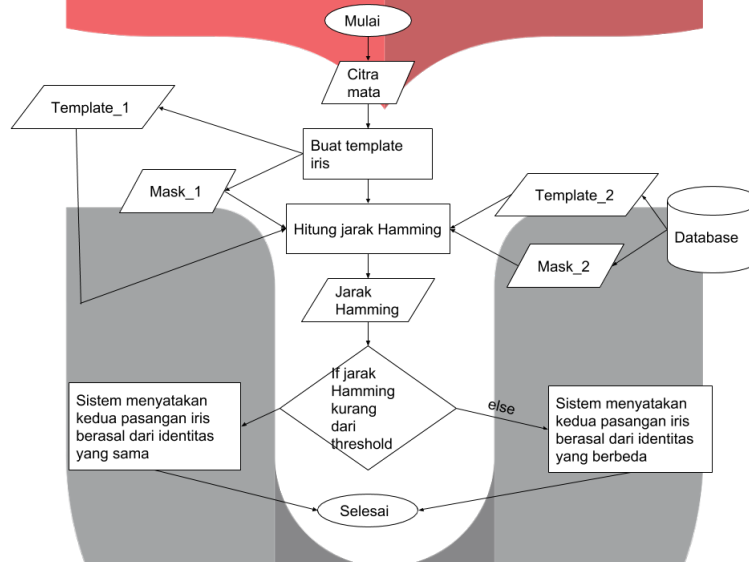 Mulai
Citra
mata
Template_1
Buat template
iris
Mask_1
Template_2
Hitung jarak Hamming
Database
Mask_2
Jarak
Hamming
If jarak
Hamming
kurang
dari
threshold
else
Sistem menyatakan
kedua pasangan iris
berasal dari identitas
yang sama
Sistem menyatakan
kedua pasangan iris
berasal dari identitas
yang berbeda
Selesai